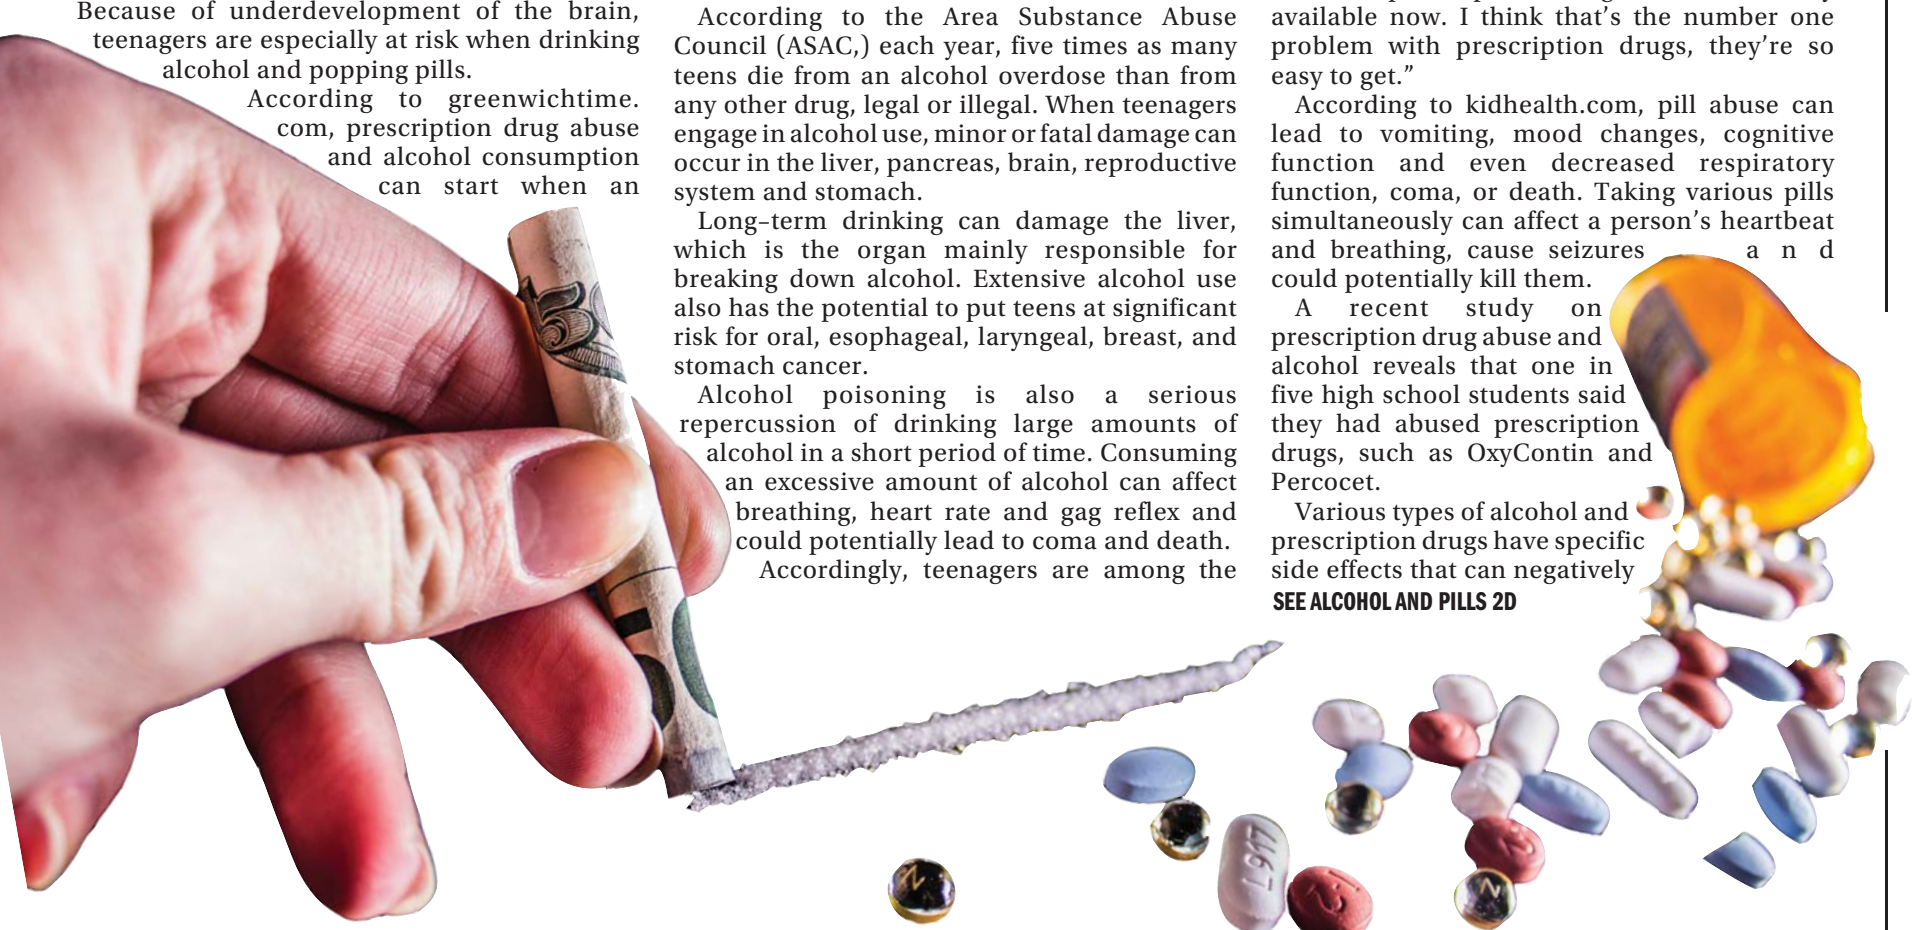 Because of underdevelopment of the brain,
teenagers are especially at risk when drinking
alcohol and popping pills.
According to greenwichtime.
com, prescription drug abuse
and alcohol consumption
can start when an
According to the Area Substance Abuse
Council (ASAC,) each year, five times as many
teens die from an alcohol overdose than from
any other drug, legal or illegal. When teenagers
engage in alcohol use, minor or fatal damage can
occur in the liver, pancreas, brain, reproductive
system and stomach.
Long-term drinking can damage the liver,
which is the organ mainly responsible for
breaking down alcohol. Extensive alcohol use
also has the potential to put teens at significant
risk for oral, esophageal, laryngeal, breast, and
stomach cancer.
Alcohol poisoning is also a serious
repercussion of drinking large amounts of
alcohol in a short period of time. Consuming
an excessive amount of alcohol can affect
breathing, heart rate and gag reflex and
could potentially lead to coma and death.
Accordingly, teenagers are among the
available now. I think that's the number one
problem with prescription drugs, they're so
easy to get."
According to kidhealth.com, pill abuse can
lead to vomiting, mood changes, cognitive
function and even decreased respiratory
function, coma, or death. Taking various pills
simultaneously can affect a person's heartbeat
and breathing, cause seizures and
could potentially kill them.
A recent study on
prescription drug abuse and
alcohol reveals that one in
five high school students said
they had abused prescription
drugs, such as OxyContin and
Percocet.
Various types of alcohol and
prescription drugs have specific
side effects that can negatively
SEE ALCOHOL AND PILLS 2D
L9L7
N
N